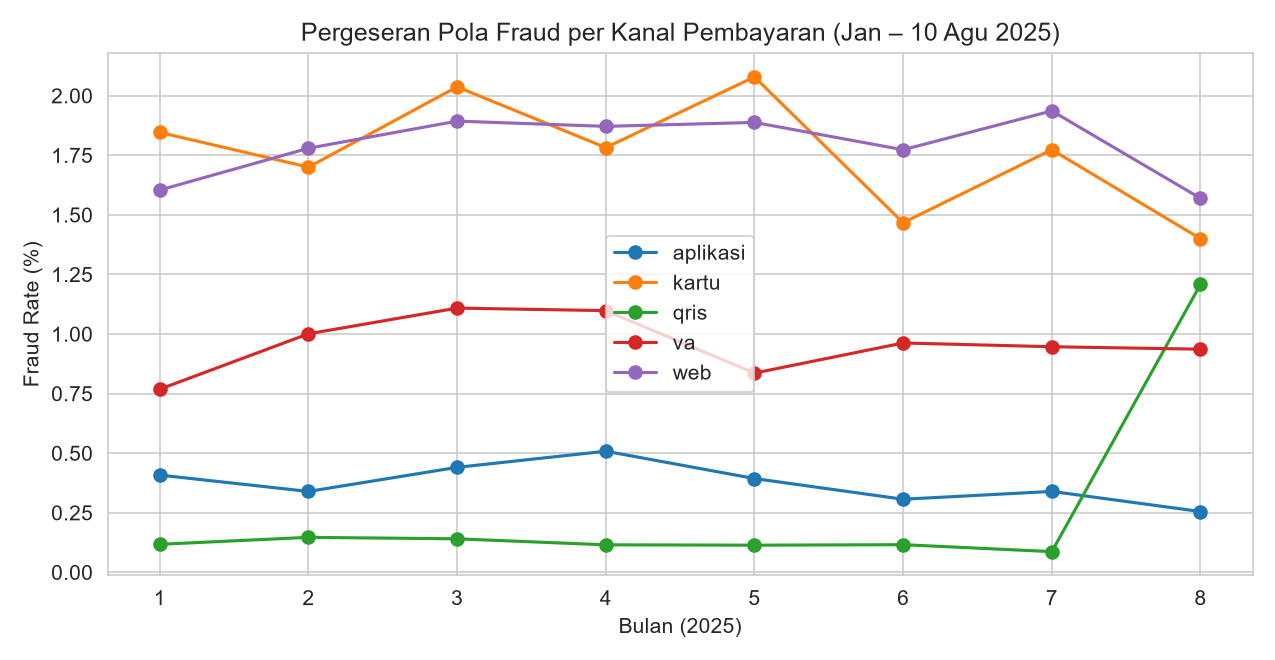 Pergeseran Pola Fraud per Kanal Pembayaran (Jan – 10 Agu 2025)
Fraud Rate (%)
2.00
1.75
1.50
1.25
1.00
0.75
0.50
0.25
0.00
aplikasi
kartu
qris
va
web
1 2 3 4 5 6 7 8
Bulan (2025)